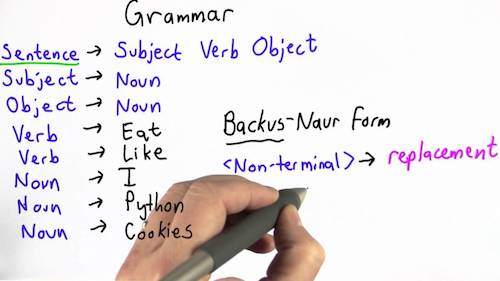 Grammar
Sentence → Subject Verb Object
Subject → Noun
Object → Noun
Verb → Eat
Verb → Like
Noun → I
Noun → Python
Noun → Cookies
Backus-Naur Form
<Non-terminal> → replacement